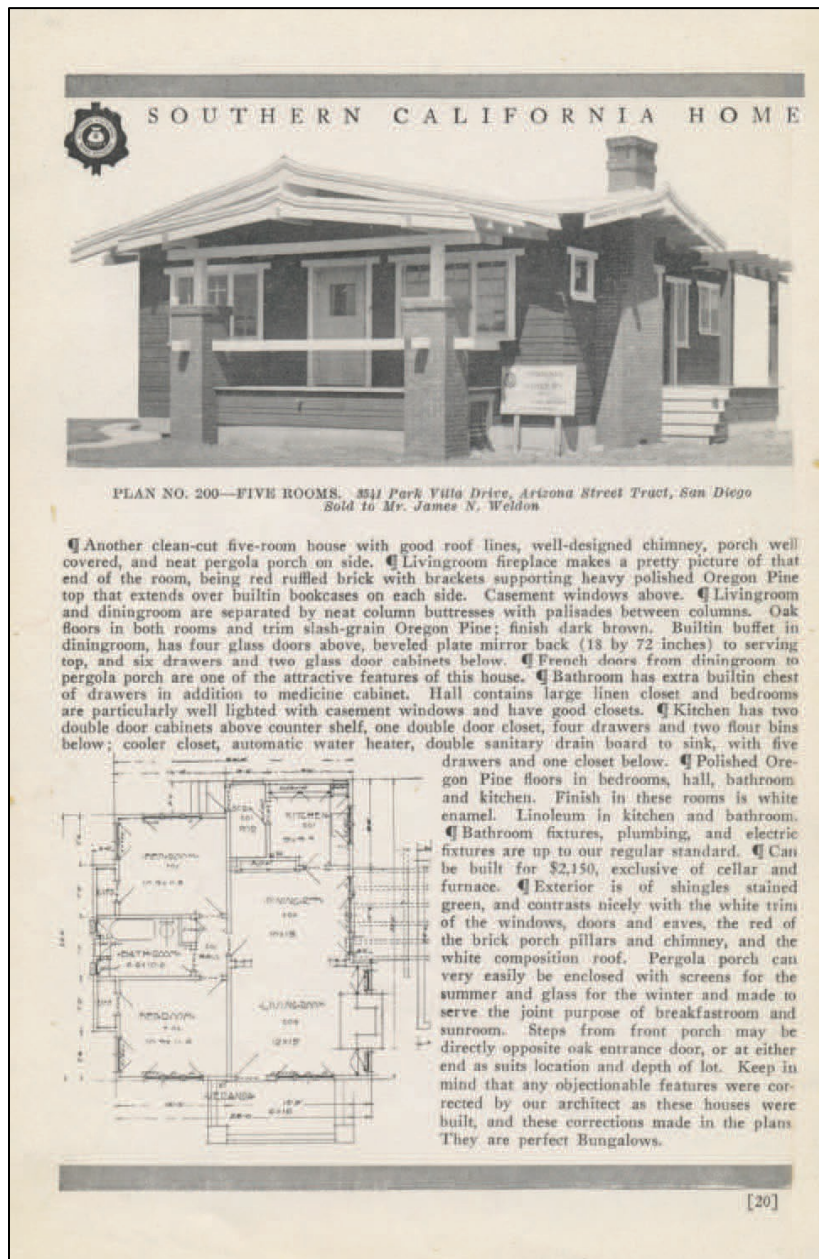 SOUTHERN CALIFORNIA HOME
PLAN NO. 200—FIVE ROOMS. 3541 Park Villa Drive, Arizona Street Tract, San Diego
Sold to Mr. James N. Weldon
¶ Another clean-cut five-room house with good roof lines, well-designed chimney, porch well
covered, and neat pergola porch on side. ¶ Livingroom fireplace makes a pretty picture of that
end of the room, being red ruffled brick with brackets supporting heavy polished Oregon Pine
top that extends over builtin bookcases on each side. Casement windows above. ¶ Livingroom
and diningroom are separated by neat column buttresses with palisades between columns. Oak
floors in both rooms and trim slash-grain Oregon Pine; finish dark brown. Builtin buffet in
diningroom, has four glass doors above, beveled plate mirror back (18 by 72 inches) to serving
top, and six drawers and two glass door cabinets below. ¶ French doors from diningroom to
pergola porch are one of the attractive features of this house. ¶ Bathroom has extra builtin chest
of drawers in addition to medicine cabinet. Hall contains large linen closet and bedrooms
are particularly well lighted with casement windows and have good closets. ¶ Kitchen has two
double door cabinets above counter shelf, one double door closet, four drawers and two flour bins
below; cooler closet, automatic water heater, double sanitary drain board to sink, with five
drawers and one closet below. ¶ Polished Ore-
gon Pine floors in bedrooms, hall, bathroom
and kitchen. Finish in these rooms is white
enamel. Linoleum in kitchen and bathroom.
¶ Bathroom fixtures, plumbing, and electric
fixtures are up to our regular standard. ¶ Can
be built for $2,150, exclusive of cellar and
furnace. ¶ Exterior is of shingles stained
green, and contrasts nicely with the white trim
of the windows, doors and eaves, the red of
the brick porch pillars and chimney, and the
white composition roof. Pergola porch can
very easily be enclosed with screens for the
summer and glass for the winter and made to
serve the joint purpose of breakfastroom and
sunroom. Steps from front porch may be
directly opposite oak entrance door, or at either
end as suits location and depth of lot. Keep in
mind that any objectionable features were cor-
rected by our architect as these houses were
built, and these corrections made in the plans
They are perfect Bungalows.
KITCHEN
BEDROOM
DININGRM
BATHROOM
HALL
BEDROOM
LIVINGROOM
12x15
VERANDA
[20]